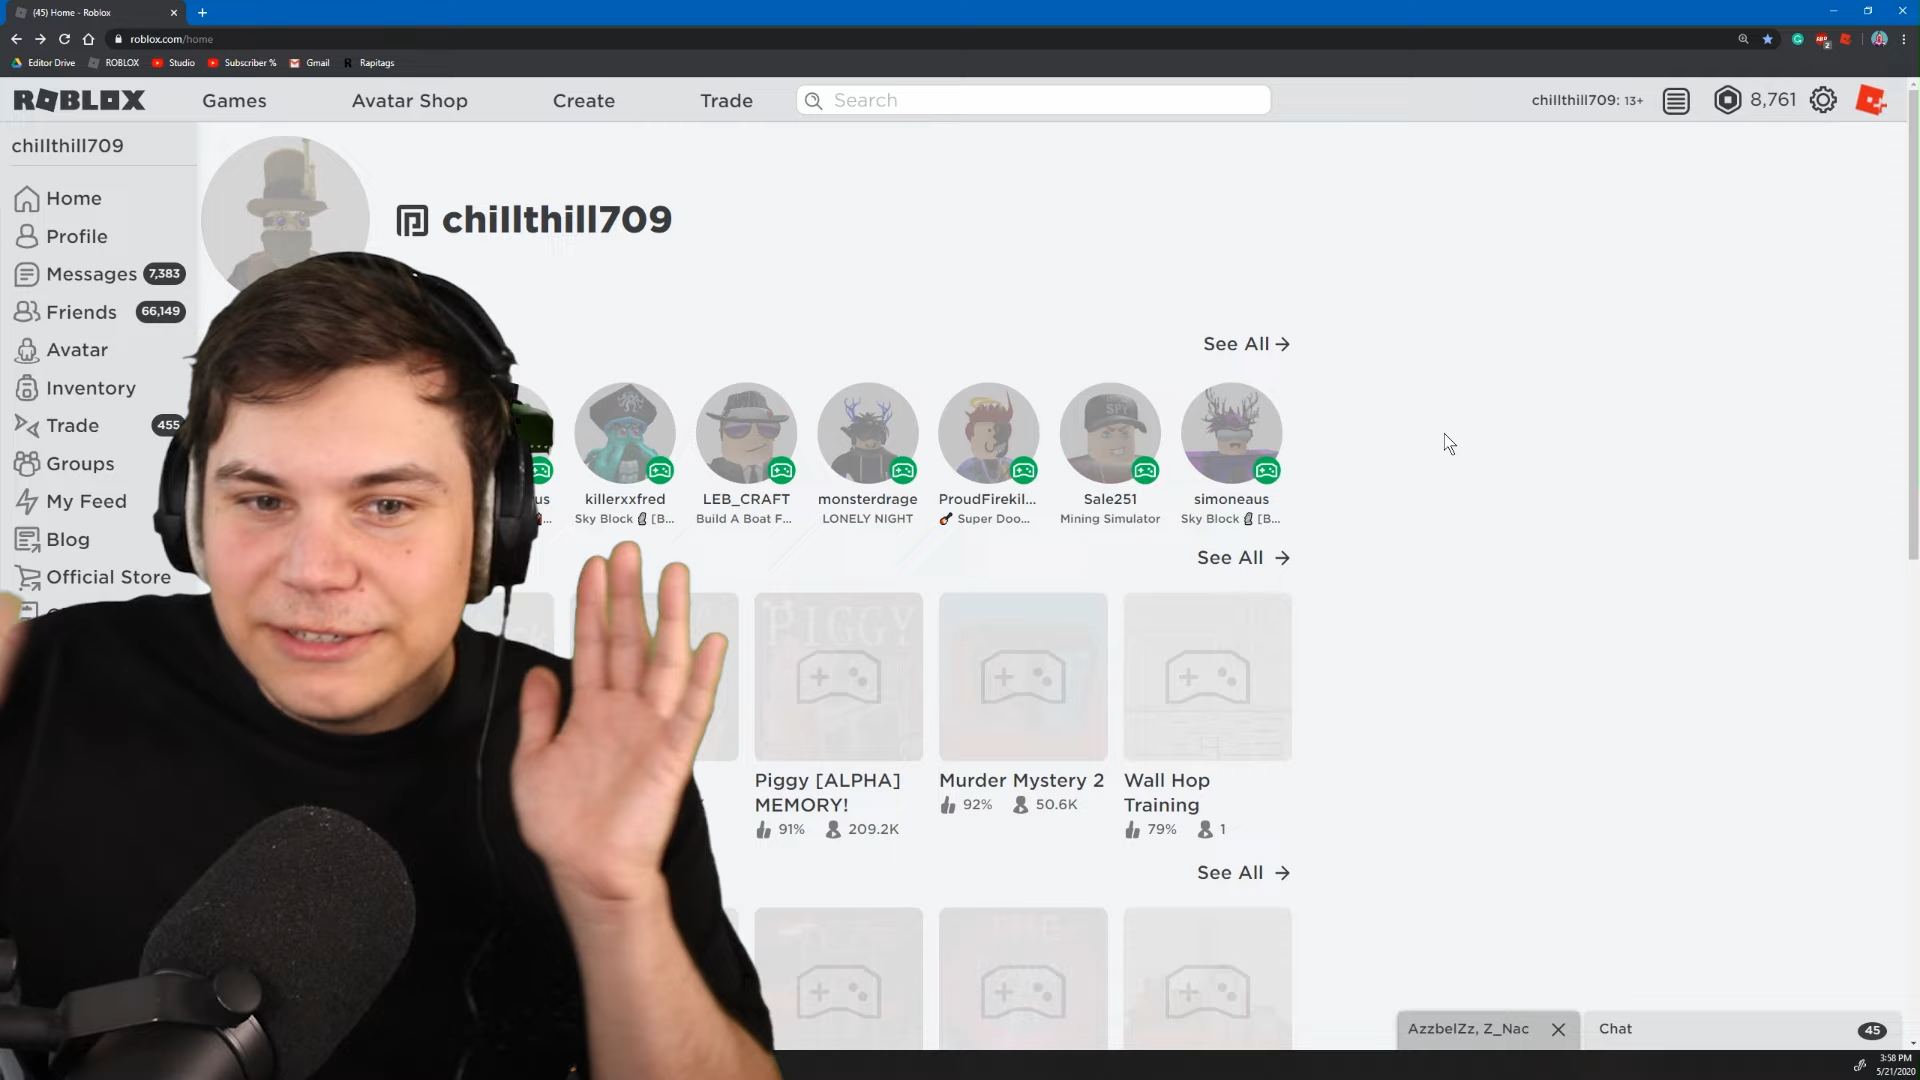 (45) Home - Roblox
roblox.com/home
Editor Drive ROBLOX Studio Subscriber % Gmail Rapitags
ROBLOX Games Avatar Shop Create Trade Search chillthill709: 13+ 8,761
chillthill709
Home
Profile
Messages 7,383
Friends 66,149
Avatar
Inventory
Trade 455
Groups
My Feed
Blog
Official Store
chillthill709
See All
us killerxxfred LEB_CRAFT monsterdrage ProudFirekil... Sale251 simoneaus
Sky Block [B... Build A Boat F... LONELY NIGHT Super Doo... Mining Simulator Sky Block [B...
See All
PIGGY
Piggy [ALPHA] MEMORY!
91% 209.2K
Murder Mystery 2
92% 50.6K
Wall Hop Training
79% 1
See All
AzzbelZz, Z_Nac
Chat 45
3:58 PM
5/21/2020